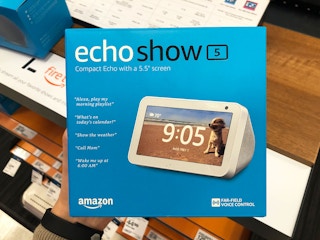 echo show 5
Compact Echo with a 5.5" screen
"Alexa, play my
morning playlist"
"What's on
today's calendar?"
"Show the weather"
"Call Mom"
"Wake me up at
6:00 AM"
9:05
amazon
FAR-FIELD
VOICE CONTROL
fire